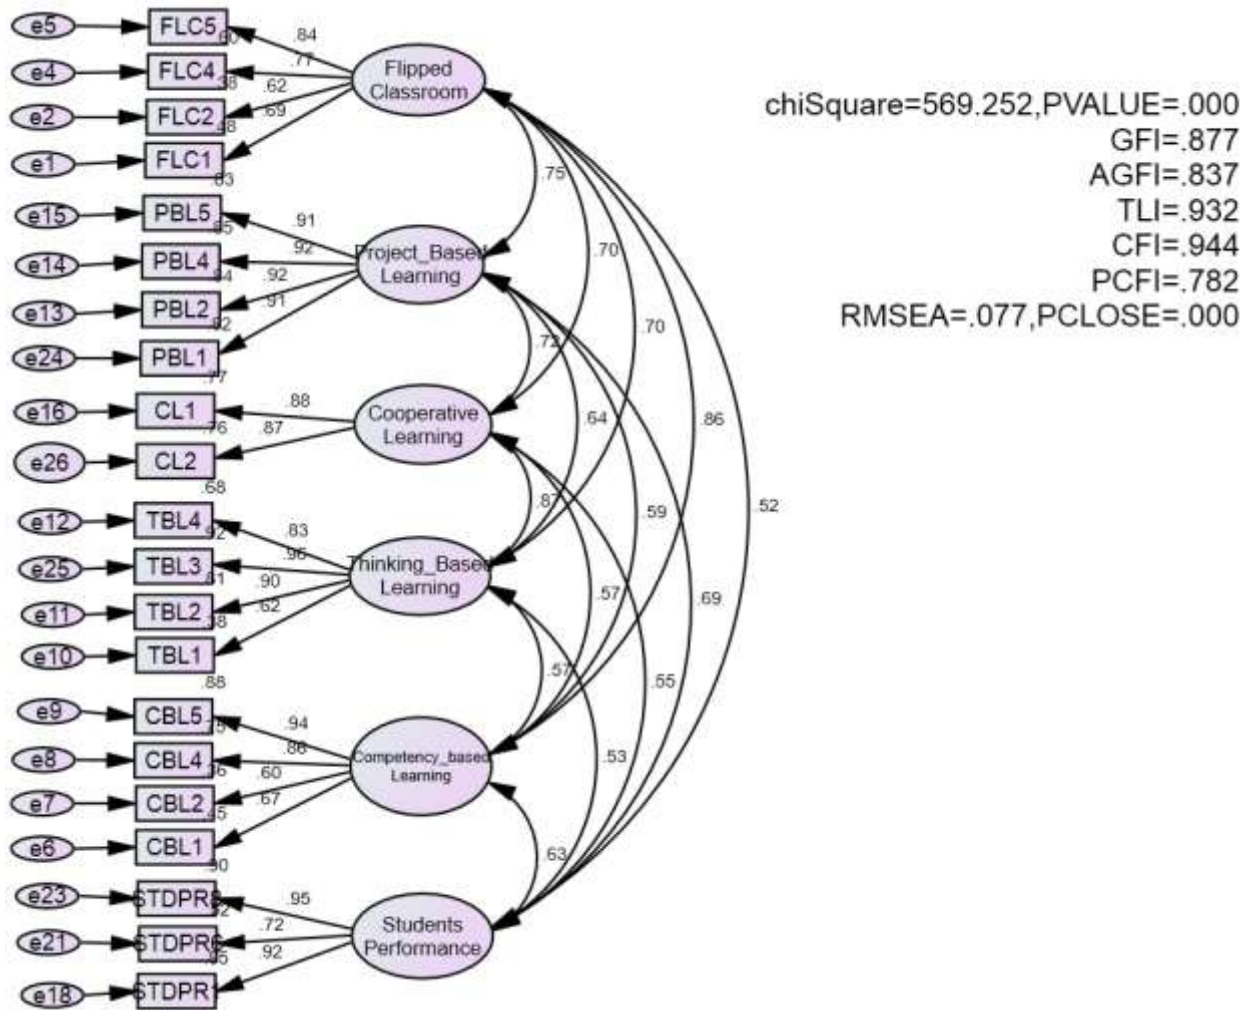 e5
FLC5
.84
.60
e4
FLC4
.77
.38
e2
FLC2
.62
.48
e1
FLC1
.69
.83
Flipped
Classroom
e15
PBL5
.91
.85
e14
PBL4
.92
.84
e13
PBL2
.92
.82
e24
PBL1
.91
.77
Project_Based
Learning
e16
CL1
.88
.76
e26
CL2
.87
.68
Cooperative
Learning
e12
TBL4
.83
.92
e25
TBL3
.96
.81
e11
TBL2
.90
.38
e10
TBL1
.62
.88
Thinking_Based
Learning
e9
CBL5
.94
.75
e8
CBL4
.86
.36
e7
CBL2
.60
.45
e6
CBL1
.67
.90
Competency_based
Learning
e23
.95
e21
.72
e18
STDPR1
.92
Students
Performance
.75
.70
.70
.86
.52
.72
.64
.59
.69
.87
.57
.55
.57
.53
.63
chiSquare=569.252,PVALUE=.000
GFI=.877
AGFI=.837
TLI=.932
CFI=.944
PCFI=.782
RMSEA=.077,PCLOSE=.000